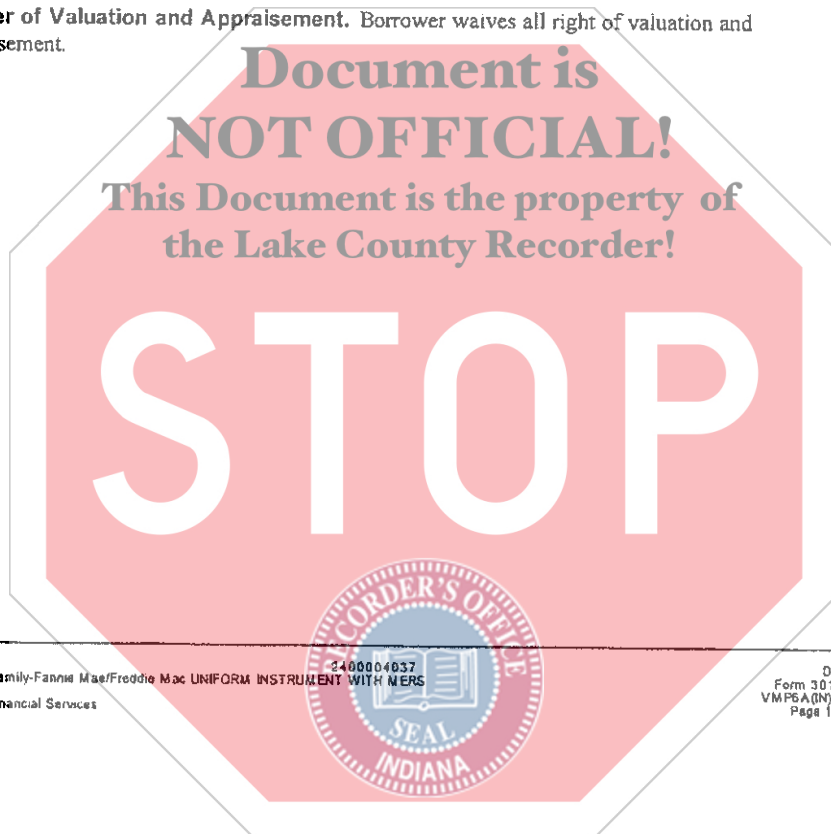 er of Valuation and Appraisement. Borrower waives all right of valuation and
sement.
Document is
NOT OFFICIAL!
This Document is the property of
the Lake County Recorder!
STOP
RECORDER'S OFFICE
SEAL
INDIANA
2400004037
amily-Fannie Mae/Freddie Mac UNIFORM INSTRUMENT WITH MERS
nancial Services
D
Form 301
VMP6A(IN)
Page 1